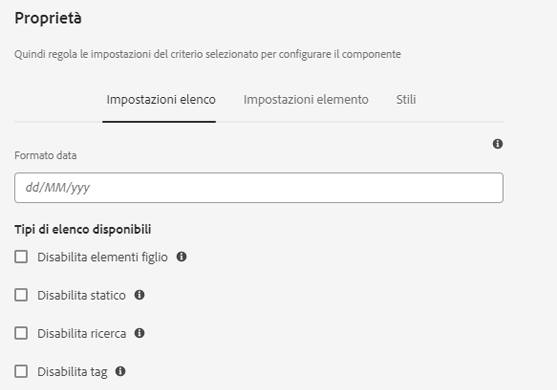 Proprietà
Quindi regola le impostazioni del criterio selezionato per configurare il componente
Impostazioni elenco Impostazioni elemento Stili
Formato data
dd/MM/yyy
Tipi di elenco disponibili
Disabilita elementi figlio
Disabilita statico
Disabilita ricerca
Disabilita tag